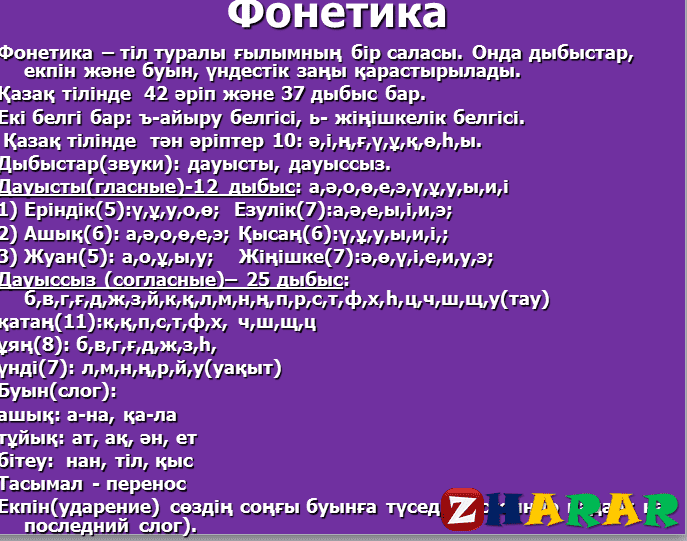 Фонетика
Фонетика – тіл туралы ғылымның бір саласы. Онда дыбыстар,
екпін және буын, үндестік заңы қарастырылады.
Қазақ тілінде 42 әріп және 37 дыбыс бар.
Екі белгі бар: ъ-айыру белгісі, ь- жіңішкелік белгісі.
Қазақ тілінде тән әріптер 10: ә,і,ң,ғ,ү,ұ,қ,ө,һ,ы.
Дыбыстар(звуки): дауысты, дауыссыз.
Дауысты(гласные)-12 дыбыс: а,ә,о,ө,е,э,ү,ұ,у,ы,и,і
1) Еріндік(5):ү,ұ,у,о,ө; Езулік(7):а,ә,е,ы,і,и,э;
2) Ашық(6): а,ә,о,ө,е,э; Қысаң(6):ү,ұ,у,ы,и,і,;
3) Жуан(5): а,о,ұ,ы,у; Жіңішке(7):ә,ө,ү,і,е,и,у,э;
Дауыссыз (согласные)– 25 дыбыс:
б,в,г,ғ,д,ж,з,й,к,қ,л,м,н,ң,п,р,с,т,ф,х,һ,ц,ч,ш,щ,у(тау)
қатаң(11):к,қ,п,с,т,ф,х, ч,ш,щ,ц
ұяң(8): б,в,г,ғ,д,ж,з,һ,
үнді(7): л,м,н,ң,р,й,у(уақыт)
Буын(слог):
ашық: а-на, қа-ла
тұйық: ат, ақ, ән, ет
бітеу: нан, тіл, қыс
Тасымал - перенос
Екпін(ударение) сөздің соңғы буынға
последний слог).
ZHARAR